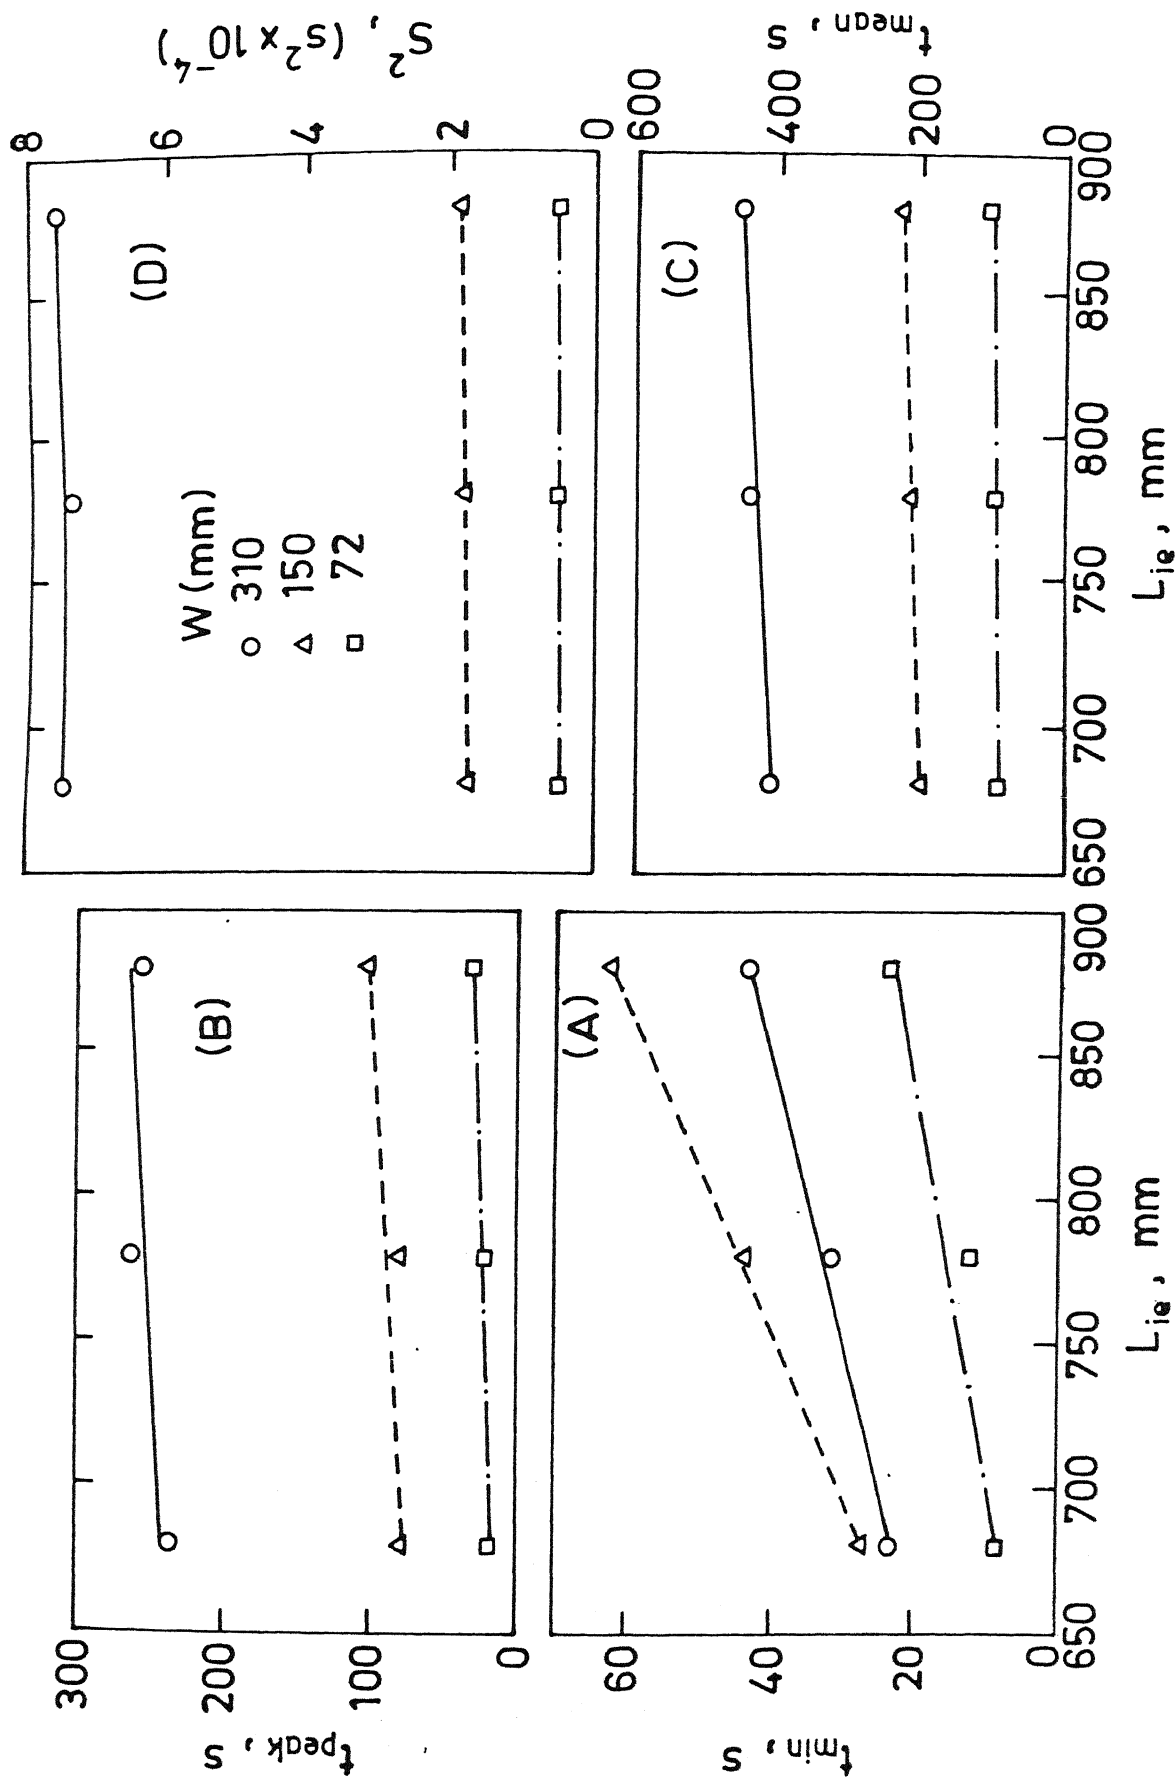 300
200
100
0
t_peak, s
(B)
60
40
20
0
t_min, s
(A)
650
700
750
800
850
900
L_ie, mm
(D)
W (mm)
○ 310
△ 150
□ 72
8
6
4
2
0
S², (s² x 10⁻⁴)
(C)
600
400
200
0
t_mean, s
650
700
750
800
850
900
L_ie, mm